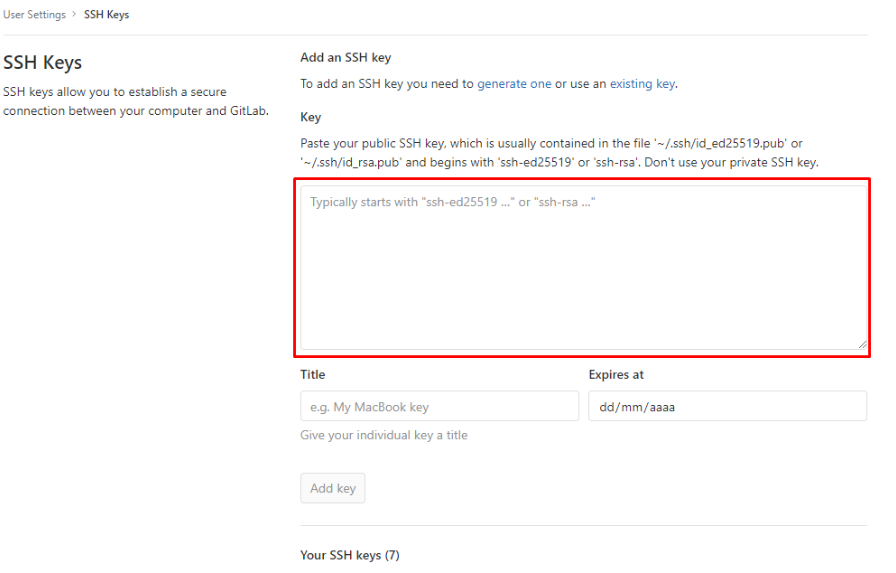 User Settings > SSH Keys
SSH Keys
SSH keys allow you to establish a secure
connection between your computer and GitLab.
Add an SSH key
To add an SSH key you need to generate one or use an existing key.
Key
Paste your public SSH key, which is usually contained in the file '~/.ssh/id_ed25519.pub' or
'~/.ssh/id_rsa.pub' and begins with 'ssh-ed25519' or 'ssh-rsa'. Don't use your private SSH key.
Typically starts with "ssh-ed25519 ..." or "ssh-rsa ..."
Title
Expires at
e.g. My MacBook key
dd/mm/aaaa
Give your individual key a title
Add key
Your SSH keys (7)